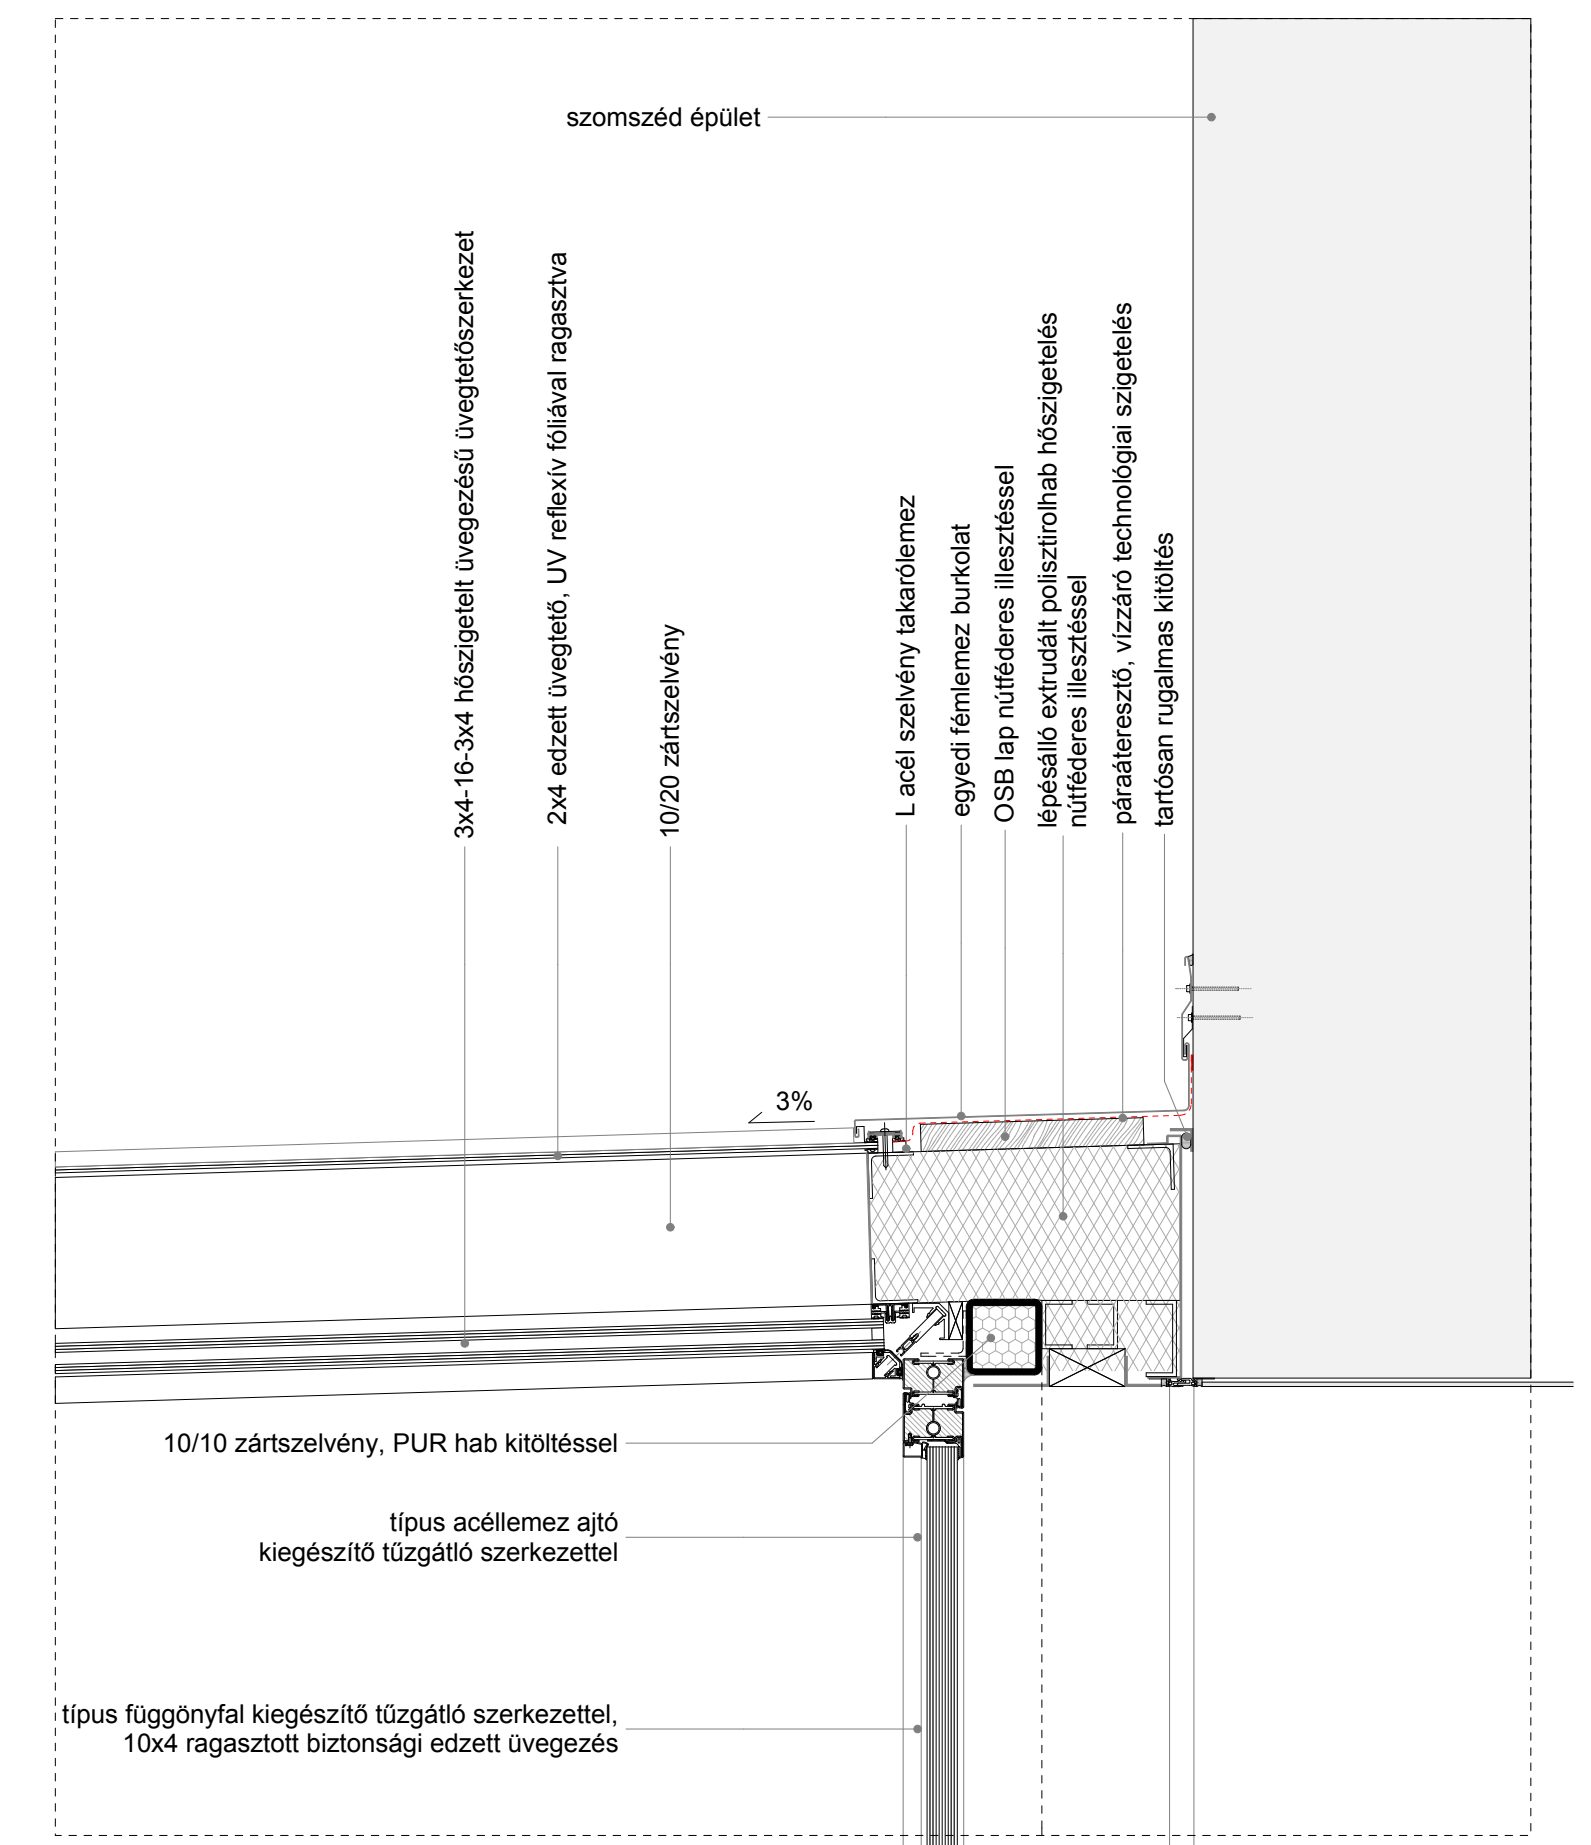 szomszéd épület
3x4-16-3x4 hőszigetelt üvegezésű üvegtetőszerkezet
2x4 edzett üvegtető, UV reflexív fóliával ragasztva
10/20 zártszelvény
L acél szelvény takarólemez
egyedi fémlemez burkolat
OSB lap nútféderes illesztéssel
lépésálló extrudált polisztirolhab hőszigetelés
nútféderes illesztéssel
páraáteresztő, vízzáró technológiai szigetelés
tartósan rugalmas kitöltés
3%
10/10 zártszelvény, PUR hab kitöltéssel
típus acéllemez ajtó
kiegészítő tűzgátló szerkezettel
típus függönyfal kiegészítő tűzgátló szerkezettel,
10x4 ragasztott biztonsági edzett üvegezés